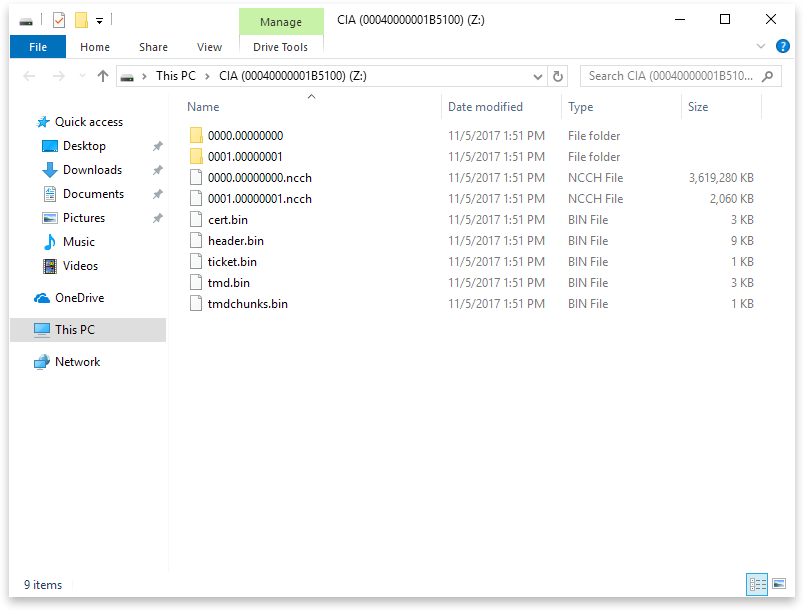 Manage
CIA (00040000001B5100) (Z:)
File Home Share View Drive Tools
This PC CIA (00040000001B5100) (Z:)
Search CIA (00040000001B510...
Name Date modified Type Size
Quick access
Desktop
Downloads
Documents
Pictures
Music
Videos
OneDrive
This PC
Network
0000.00000000 11/5/2017 1:51 PM File folder
0001.00000001 11/5/2017 1:51 PM File folder
0000.00000000.ncch 11/5/2017 1:51 PM NCCH File 3,619,280 KB
0001.00000001.ncch 11/5/2017 1:51 PM NCCH File 2,060 KB
cert.bin 11/5/2017 1:51 PM BIN File 3 KB
header.bin 11/5/2017 1:51 PM BIN File 9 KB
ticket.bin 11/5/2017 1:51 PM BIN File 1 KB
tmd.bin 11/5/2017 1:51 PM BIN File 3 KB
tmdchunks.bin 11/5/2017 1:51 PM BIN File 1 KB
9 items